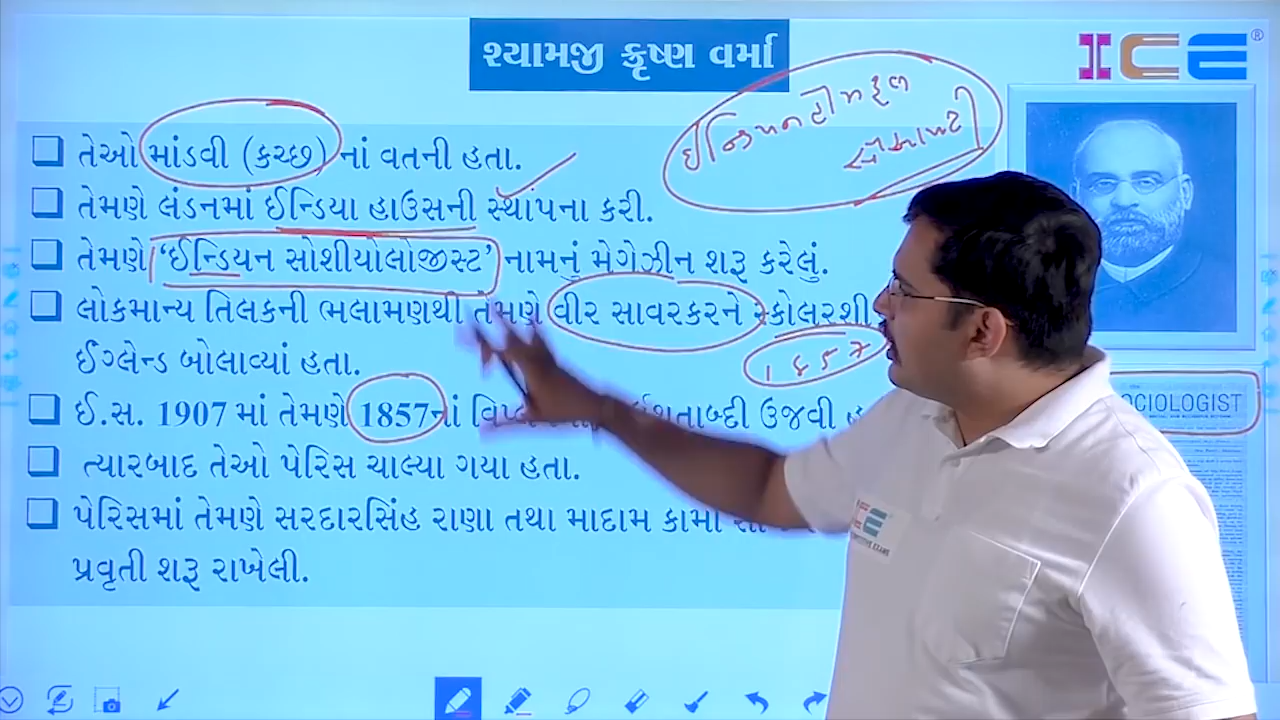 શ્યામજી કૃષ્ણ વર્મા
ICE®
ઈન્ડિયન હોમરૂલ
સોસાયટી
તેઓ માંડવી (કચ્છ) નાં વતની હતા.
તેમણે લંડનમાં ઈન્ડિયા હાઉસની સ્થાપના કરી.
તેમણે ‘ઈન્ડિયન સોશીયોલોજીસ્ટ’ નામનું મેગેઝીન શરૂ કરેલું.
લોકમાન્ય તિલકની ભલામણથી તેમણે વીર સાવરકરને સ્કોલરશી
ઈંગ્લેન્ડ બોલાવ્યાં હતા.
1857
ઈ.સ. 1907 માં તેમણે 1857નાં ઉજવી
OCIOLOGIST
ત્યારબાદ તેઓ પેરિસ ચાલ્યા ગયા હતા.
પેરિસમાં તેમણે સરદારસિંહ રાણા તથા માદામ કામા
પ્રવૃતી શરૂ રાખેલી.